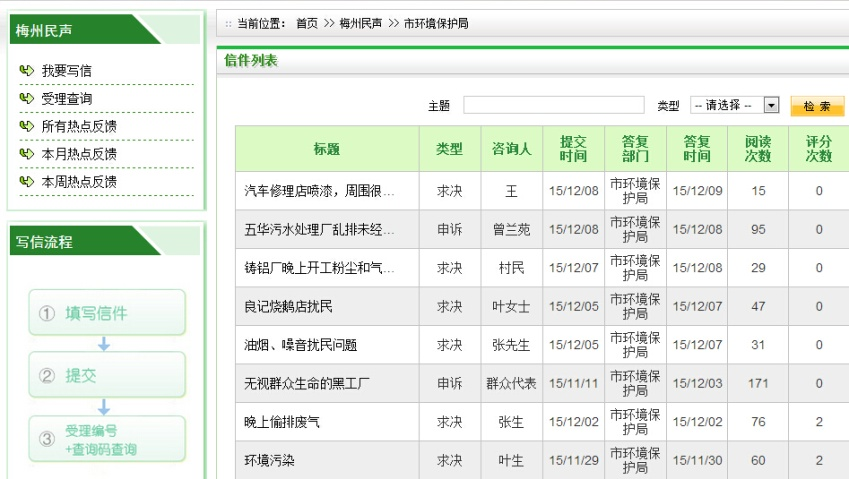 梅州民声
我要写信
受理查询
所有热点反馈
本月热点反馈
本周热点反馈
写信流程
① 填写信件
② 提交
③ 受理编号
+查询码查询
:: 当前位置： 首页 >> 梅州民声 >> 市环境保护局
信件列表
主题 类型 -- 请选择 -- 检 索
标题 类型 咨询人 提交时间 答复部门 答复时间 阅读次数 评分次数
汽车修理店喷漆，周围很... 求决 王 15/12/08 市环境保护局 15/12/09 15 0
五华污水处理厂乱排未经... 申诉 曾兰苑 15/12/08 市环境保护局 15/12/08 95 0
铸铝厂晚上开工粉尘和气... 求决 村民 15/12/07 市环境保护局 15/12/08 29 0
良记烧鹅店扰民 求决 叶女士 15/12/05 市环境保护局 15/12/07 47 0
油烟、噪音扰民问题 求决 张先生 15/12/05 市环境保护局 15/12/07 31 0
无视群众生命的黑工厂 申诉 群众代表 15/11/11 市环境保护局 15/12/03 171 0
晚上偷排废气 求决 张生 15/12/02 市环境保护局 15/12/02 76 2
环境污染 求决 叶生 15/11/29 市环境保护局 15/11/30 60 2